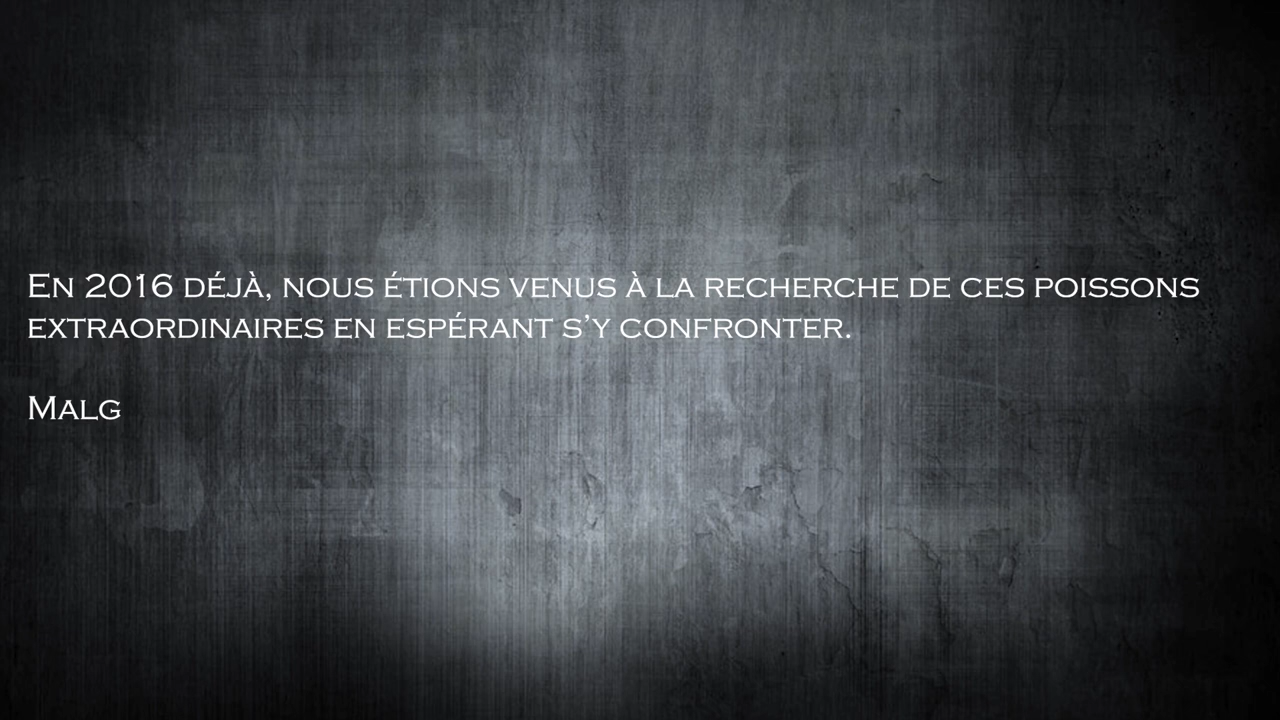 En 2016 déjà, nous étions venus à la recherche de ces poissons
extraordinaires en espérant s’y confronter.
Malg